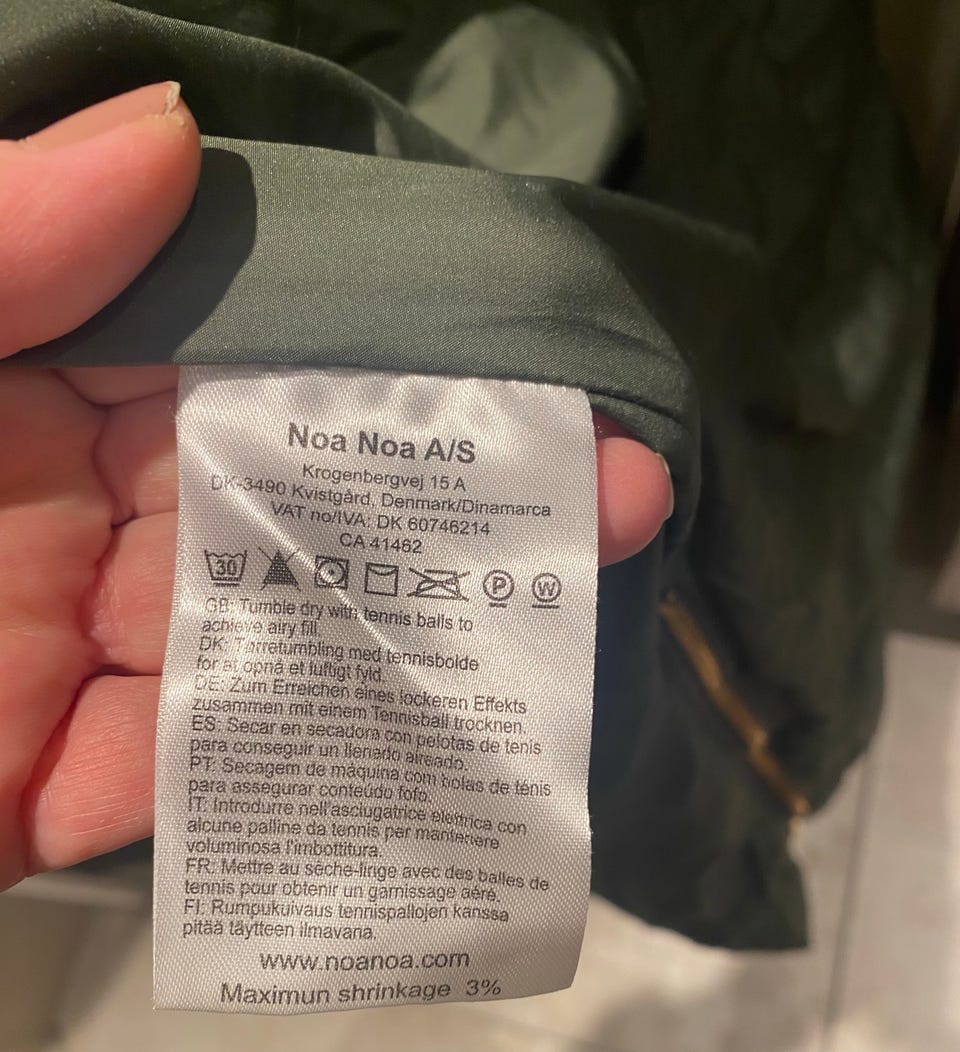 Noa Noa A/S
Krogenbergvej 15 A
DK-3490 Kvistgård, Denmark/Dinamarca
VAT no/IVA: DK 60746214
CA 41462
30 P W
GB: Tumble dry with tennis balls to
achieve airy fill.
DK: Tørretumbling med tennisbolde
for at opnå et luftigt fyld.
DE: Zum Erreichen eines lockeren Effekts
zusammen mit einem Tennisball trocknen.
ES: Secar en secadora con pelotas de tenis
para conseguir un llenado aireado.
PT: Secagem de maquina com bolas de tenis
para assegurar conteúdo fofo.
IT: Introdurre nell'asciugatrice elettrica con
alcune palline da tennis per mantenere
voluminosa l'imbottitura.
FR: Mettre au sèche-linge avec des balles de
tennis pour obtenir un garnissage aéré.
FI: Rumpukuivaus tennispallojen kanssa
pitää täytteen ilmavana.
www.noanoa.com
Maximun shrinkage 3%